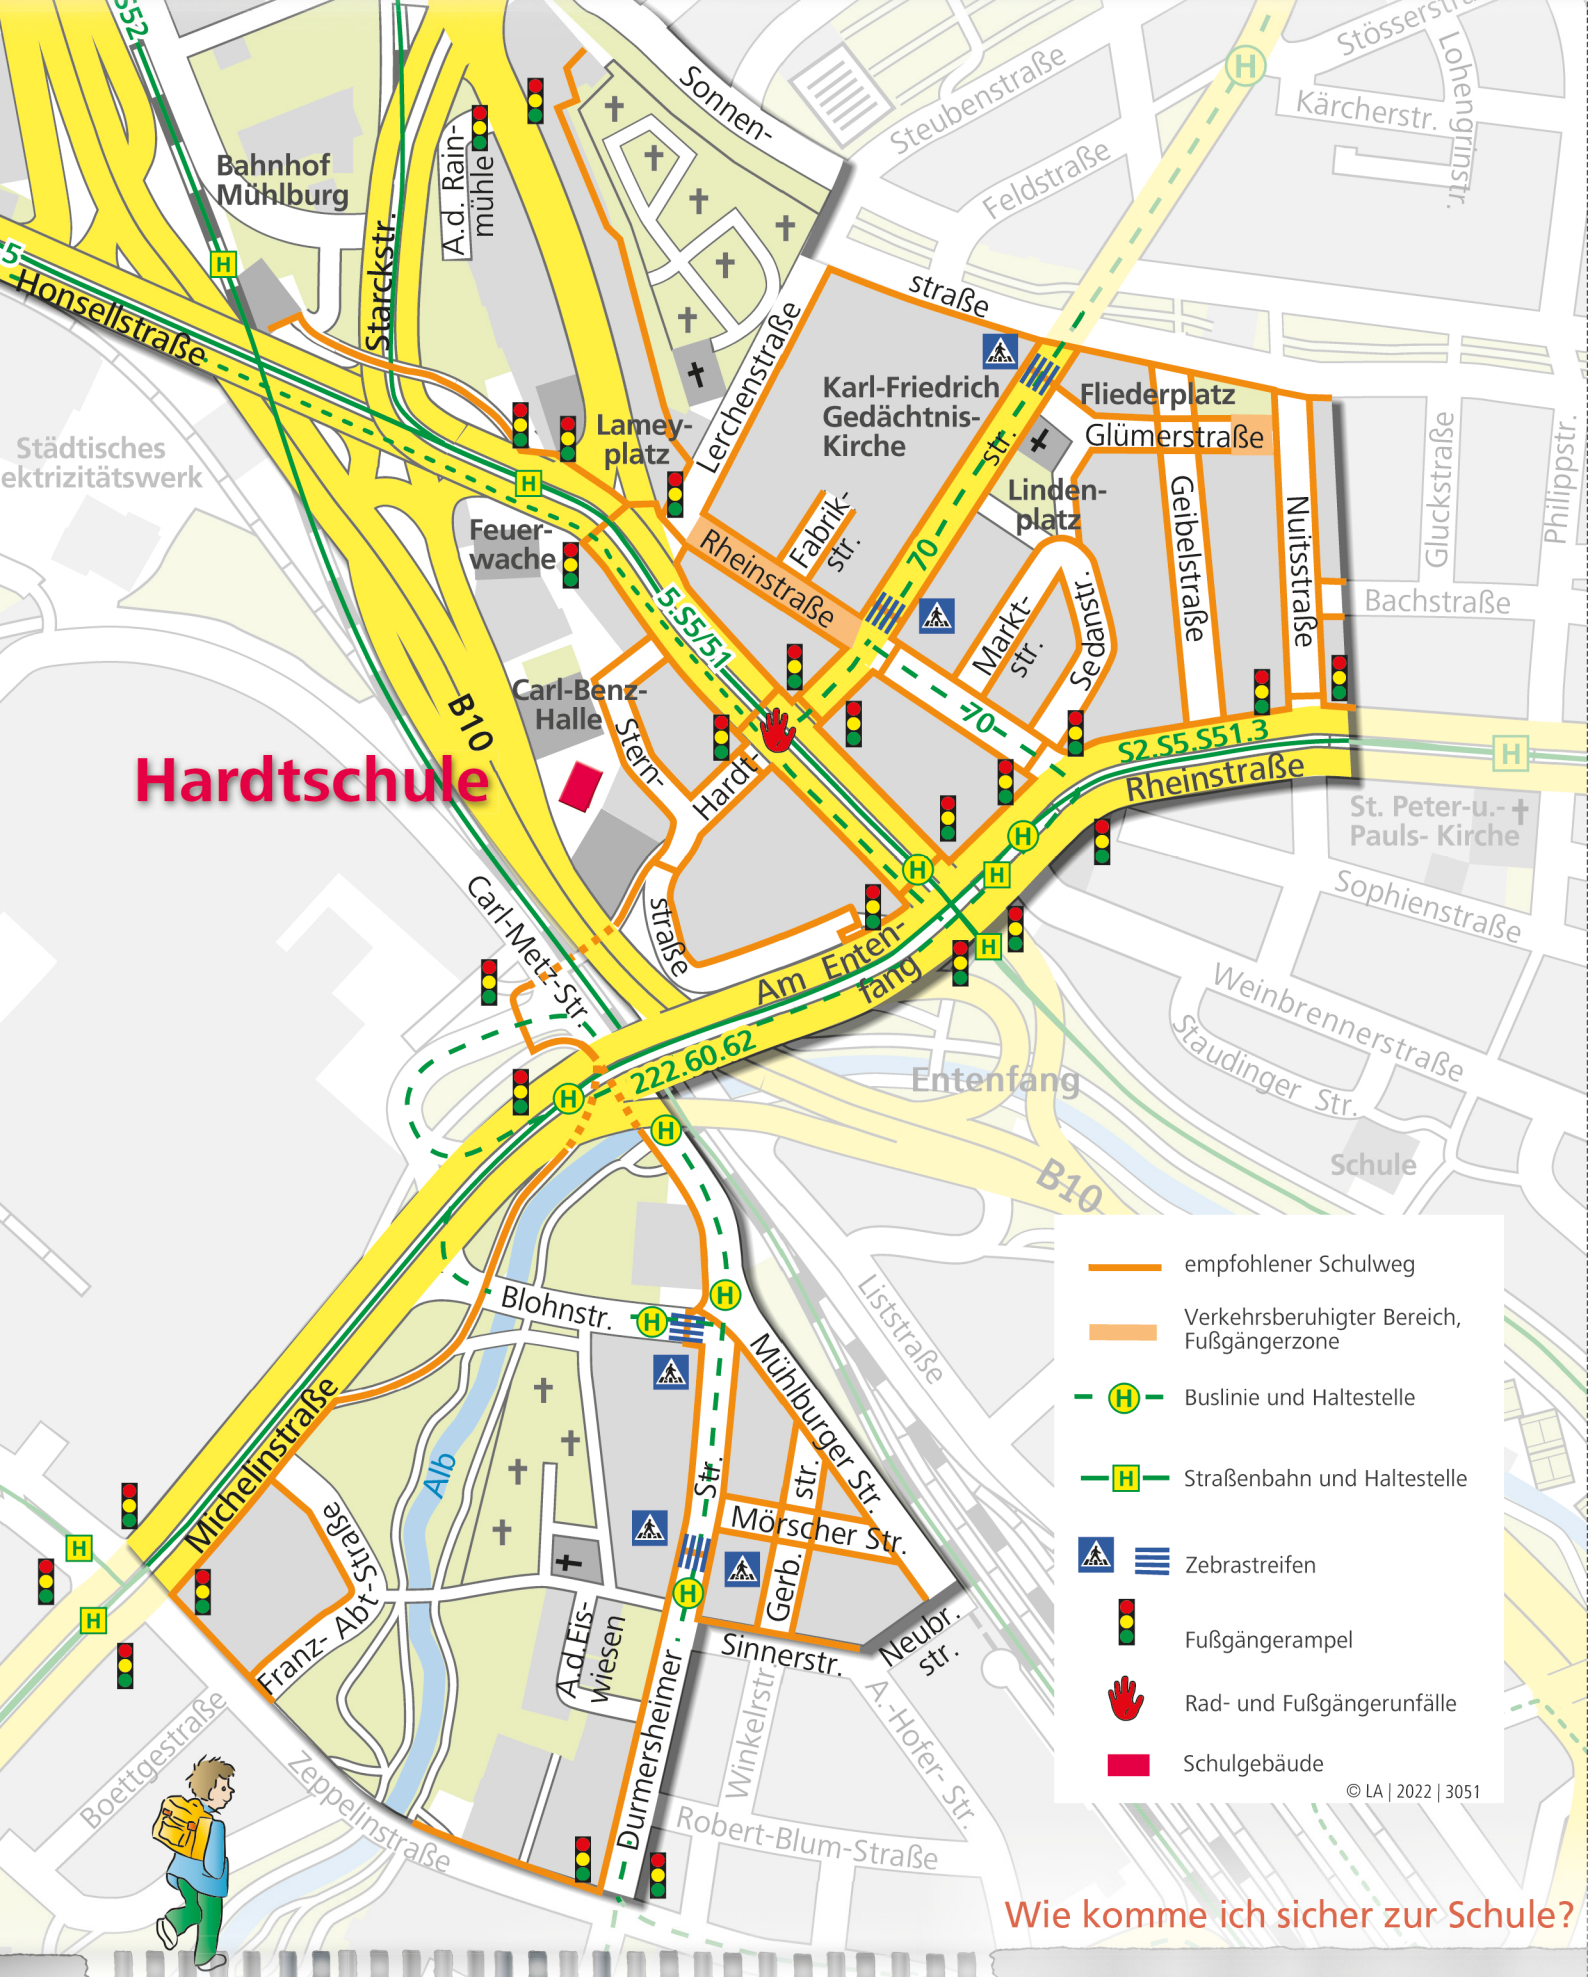 S52
Sonnen-
Stösserstra
Lohengrinstr.
Steubenstraße
Kärcherstr.
Feldstraße
Bahnhof
Mühlburg
A.d. Rain-
mühle
Starckstr.
5
Honsellstraße
straße
Lerchenstraße
Karl-Friedrich
Gedächtnis-
Kirche
Fliederplatz
Glümerstraße
str.
Lamey-
platz
Städtisches
ektrizitätswerk
Linden-
platz
Gluckstraße
Philippstr.
Geibelstraße
Nuitsstraße
Feuer-
wache
Fabrik-
str.
Rheinstraße
70
5.S5/51
Bachstraße
Markt-
str.
Sedanstr.
Carl-Benz-
Halle
B10
Stern-
Hardt-
70
S2.S5.S51.3
Rheinstraße
Hardtschule
St. Peter-u.-
Pauls- Kirche
Carl-Metz-Str.
straße
Sophienstraße
Am Enten-
fang
Weinbrennerstraße
Staudinger Str.
222.60.62
Entenfang
Schule
B10
Blohnstr.
Liststraße
Mühlburger Str.
Michelinstraße
Alb
Str.
str.
Mörscher Str.
Gerb.
Franz- Abt-Straße
A.d.Eis-
wiesen
Sinnerstr.
Neubr.
str.
Durmersheimer
Winkelrstr
A.-Hofer- Str.
Boettgestraße
Zeppelinstraße
Robert-Blum-Straße
empfohlener Schulweg
Verkehrsberuhigter Bereich,
Fußgängerzone
H Buslinie und Haltestelle
H Straßenbahn und Haltestelle
Zebrastreifen
Fußgängerampel
Rad- und Fußgängerunfälle
Schulgebäude
© LA | 2022 | 3051
Wie komme ich sicher zur Schule?